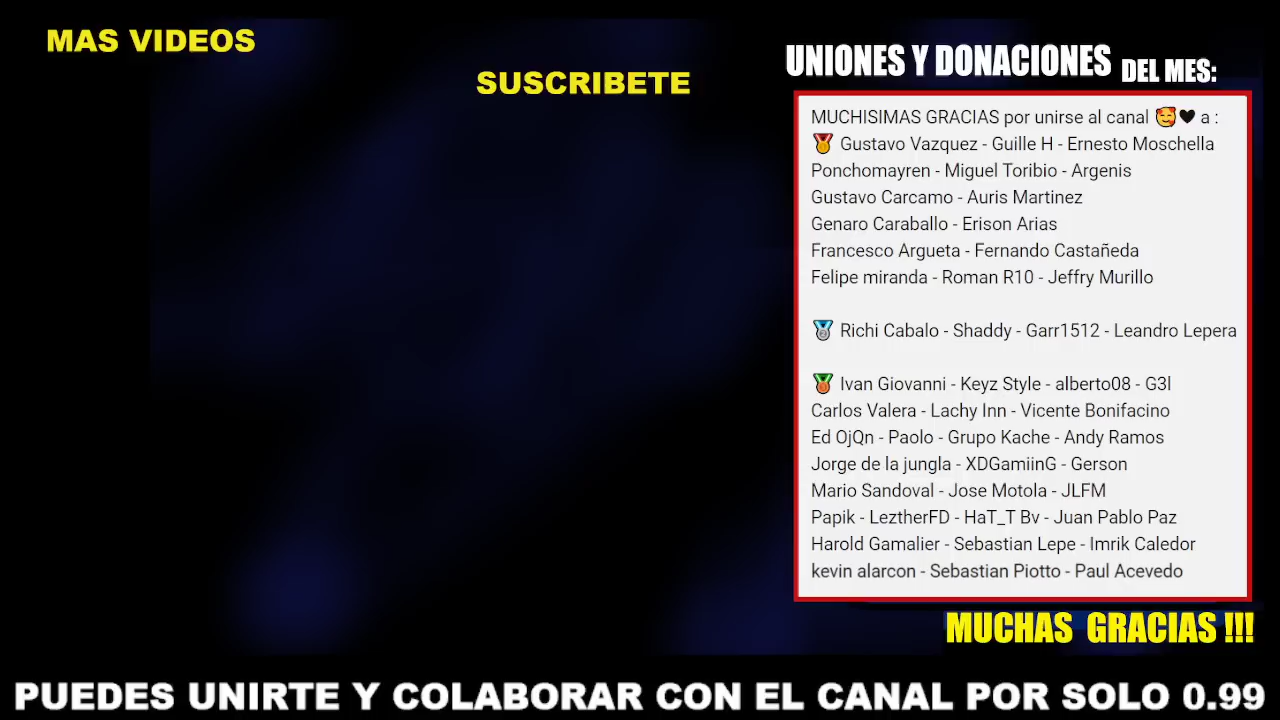 MAS VIDEOS
SUSCRIBETE
UNIONES Y DONACIONES DEL MES:
MUCHISIMAS GRACIAS por unirse al canal 🥰🖤 a :
🥇 Gustavo Vazquez - Guille H - Ernesto Moschella
Ponchomayren - Miguel Toribio - Argenis
Gustavo Carcamo - Auris Martinez
Genaro Caraballo - Erison Arias
Francesco Argueta - Fernando Castañeda
Felipe miranda - Roman R10 - Jeffry Murillo
🥈 Richi Cabalo - Shaddy - Garr1512 - Leandro Lepera
🥉 Ivan Giovanni - Keyz Style - alberto08 - G3l
Carlos Valera - Lachy Inn - Vicente Bonifacino
Ed OjQn - Paolo - Grupo Kache - Andy Ramos
Jorge de la jungla - XDGamiinG - Gerson
Mario Sandoval - Jose Motola - JLFM
Papik - LeztherFD - HaT_T Bv - Juan Pablo Paz
Harold Gamalier - Sebastian Lepe - Imrik Caledor
kevin alarcon - Sebastian Piotto - Paul Acevedo
MUCHAS GRACIAS !!!
PUEDES UNIRTE Y COLABORAR CON EL CANAL POR SOLO 0.99